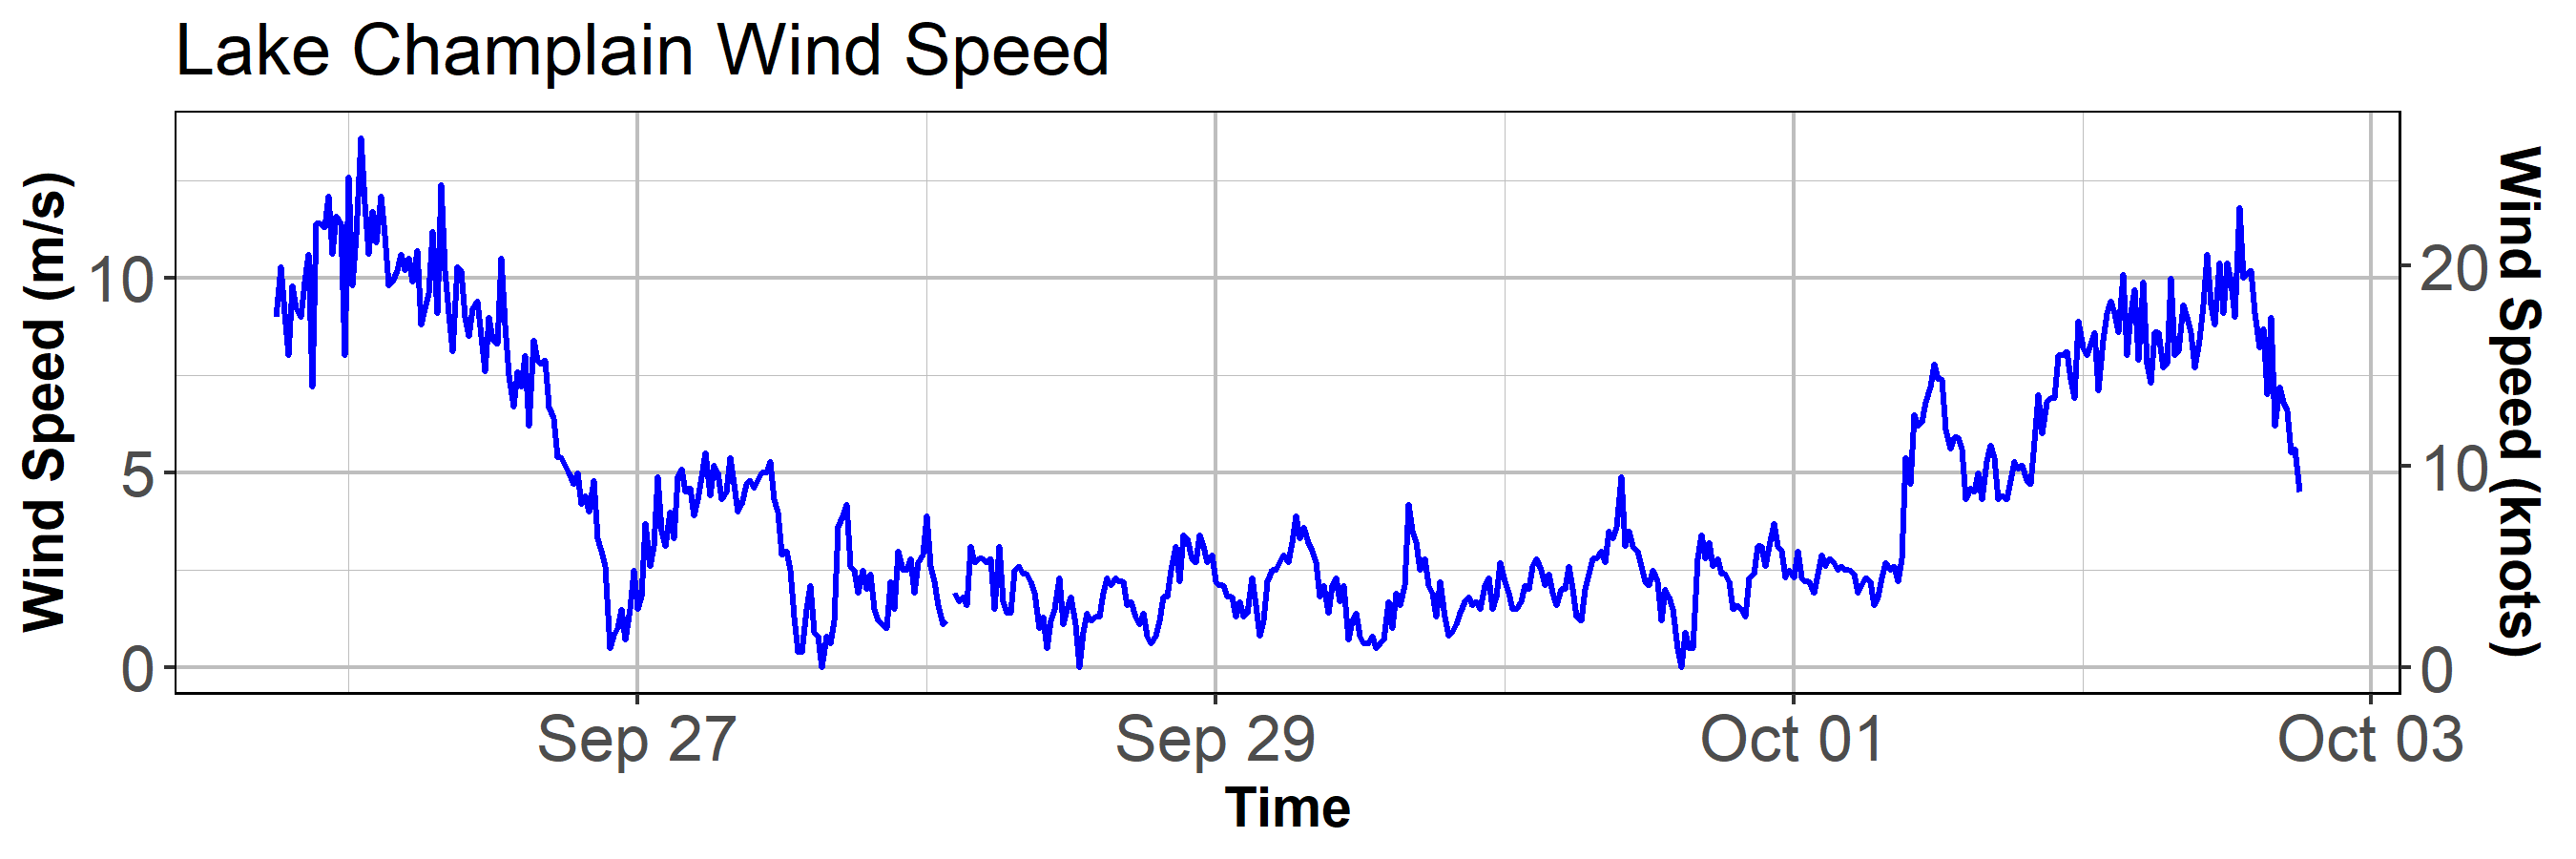 Lake Champlain Wind Speed
Wind Speed (m/s)
10
5
0
20
10
0
Wind Speed (knots)
Sep 27
Sep 29
Oct 01
Oct 03
Time